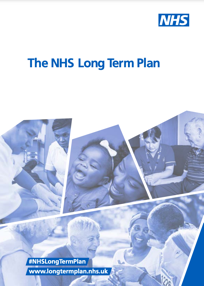 NHS
The NHS Long Term Plan
#NHSLongTermPlan
www.longtermplan.nhs.uk